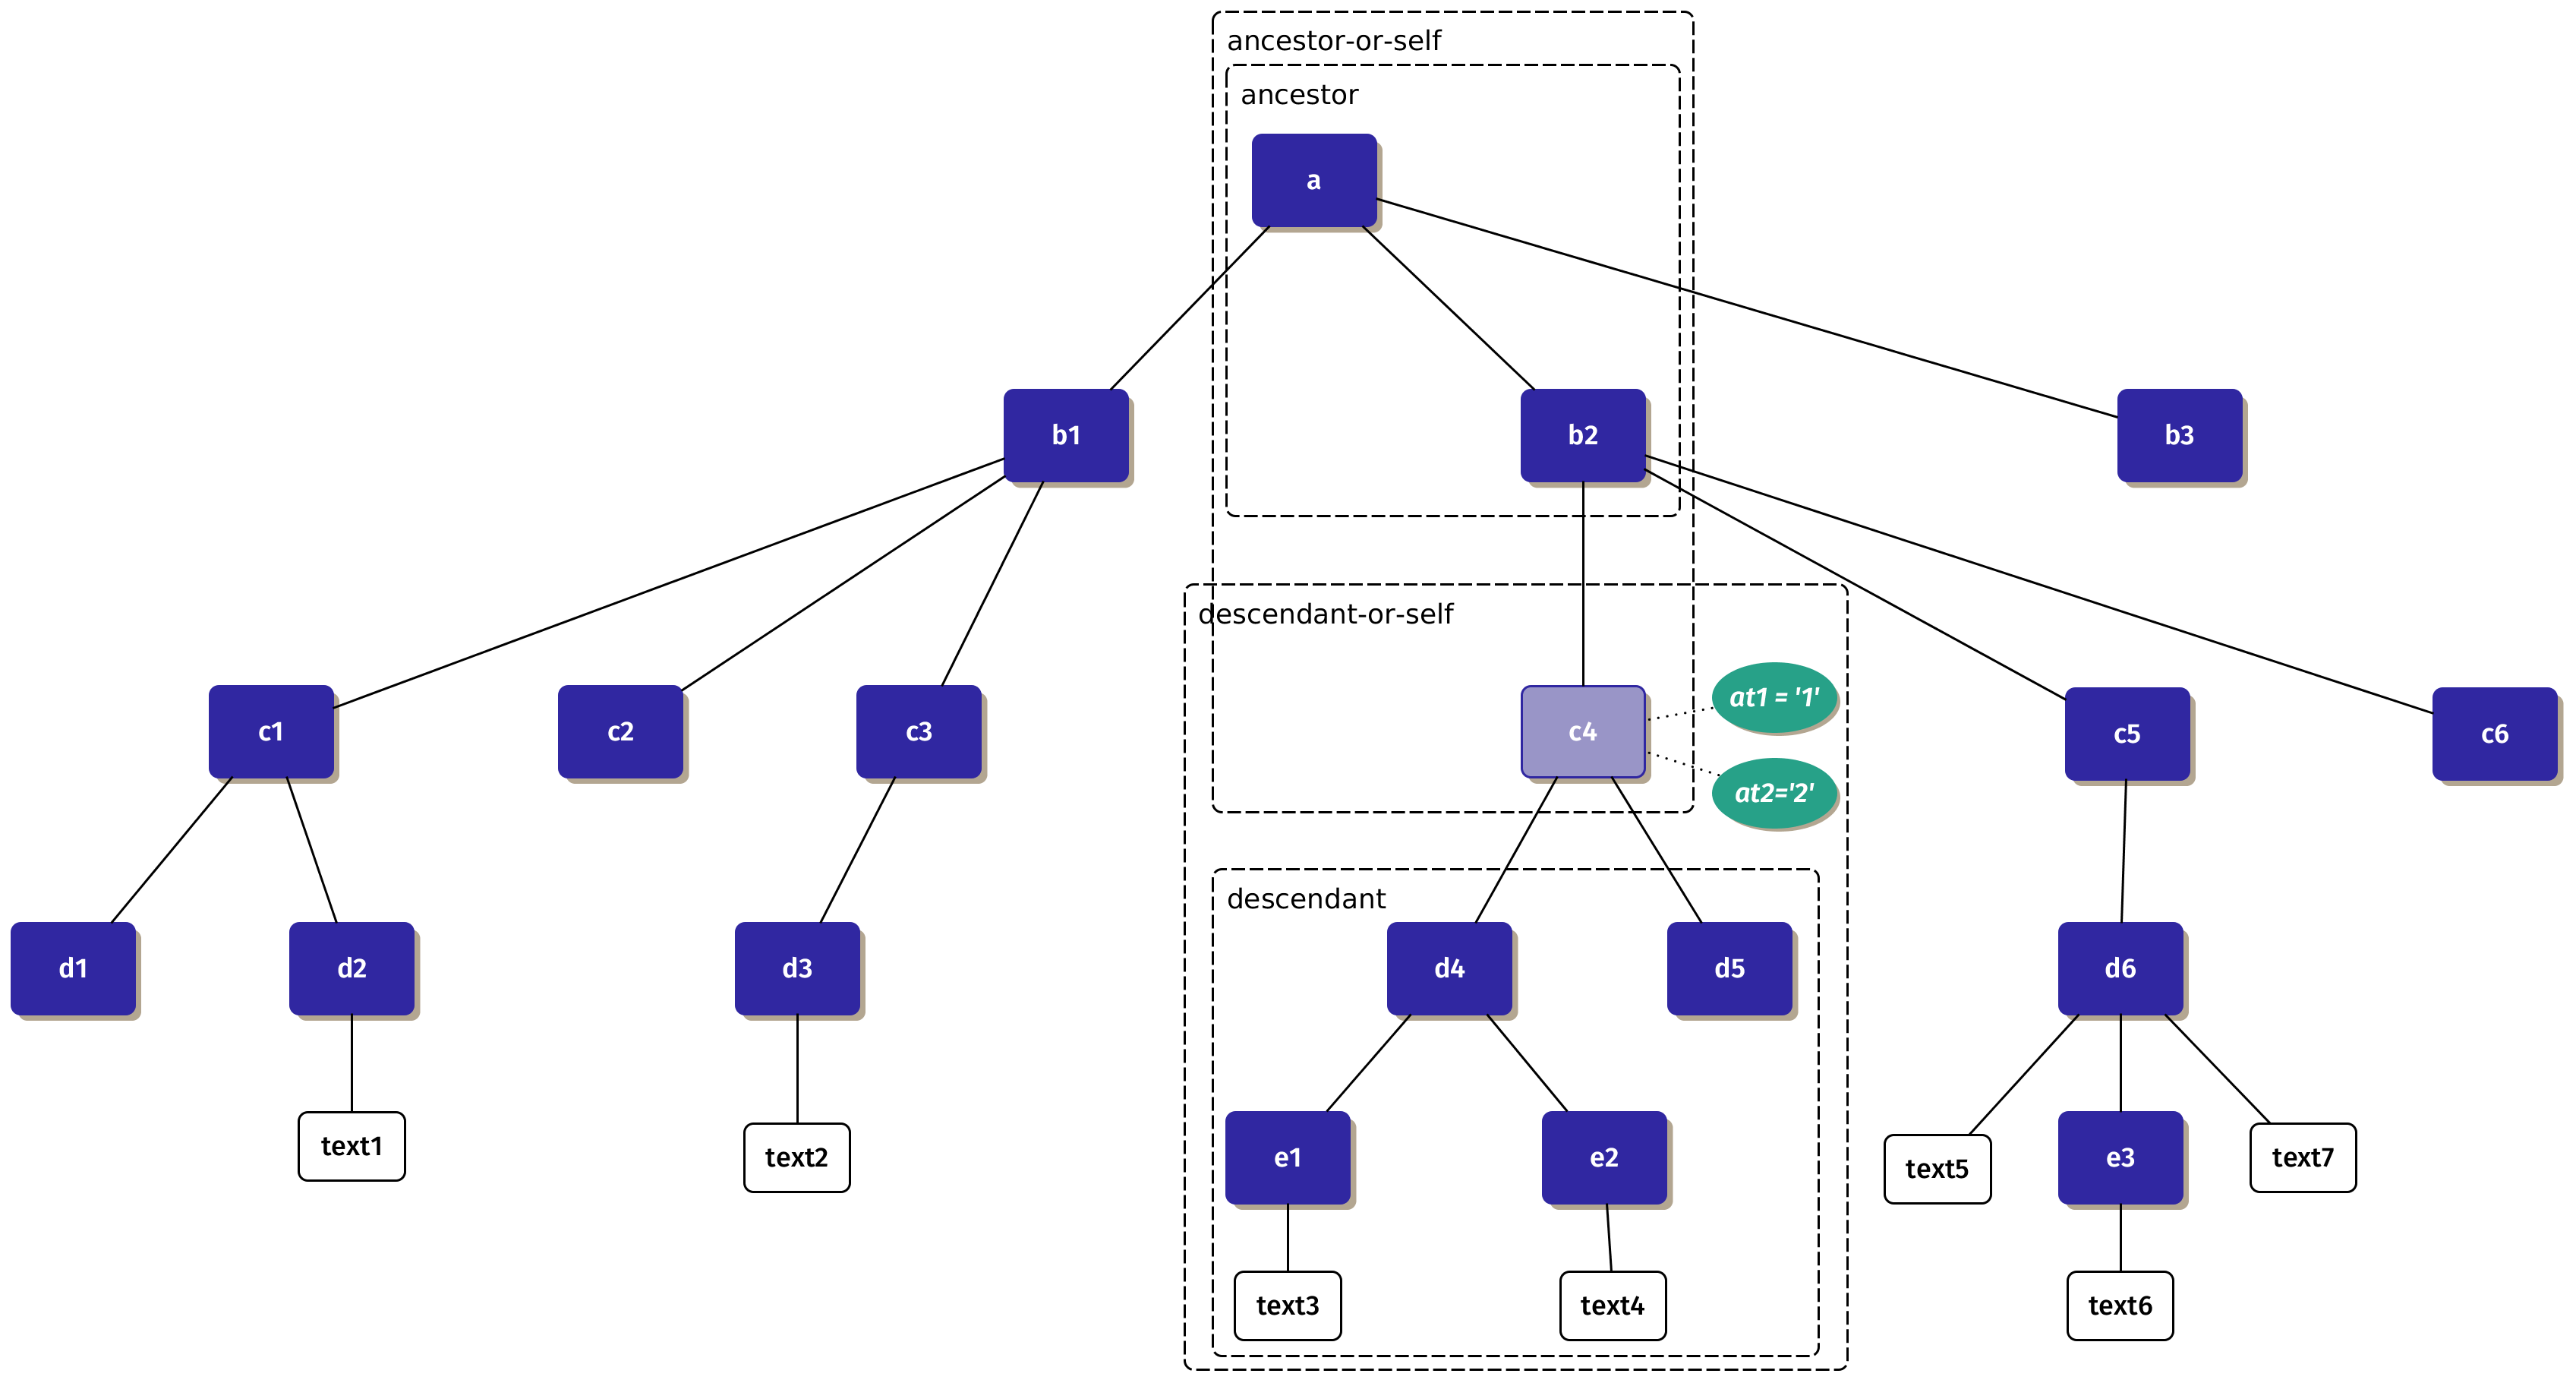 ancestor-or-self
ancestor
a
b1
b2
b3
descendant-or-self
c1
c2
c3
c4
at1 = '1'
at2='2'
c5
c6
descendant
d1
d2
d3
d4
d5
d6
text1
text2
e1
e2
text5
e3
text7
text3
text4
text6